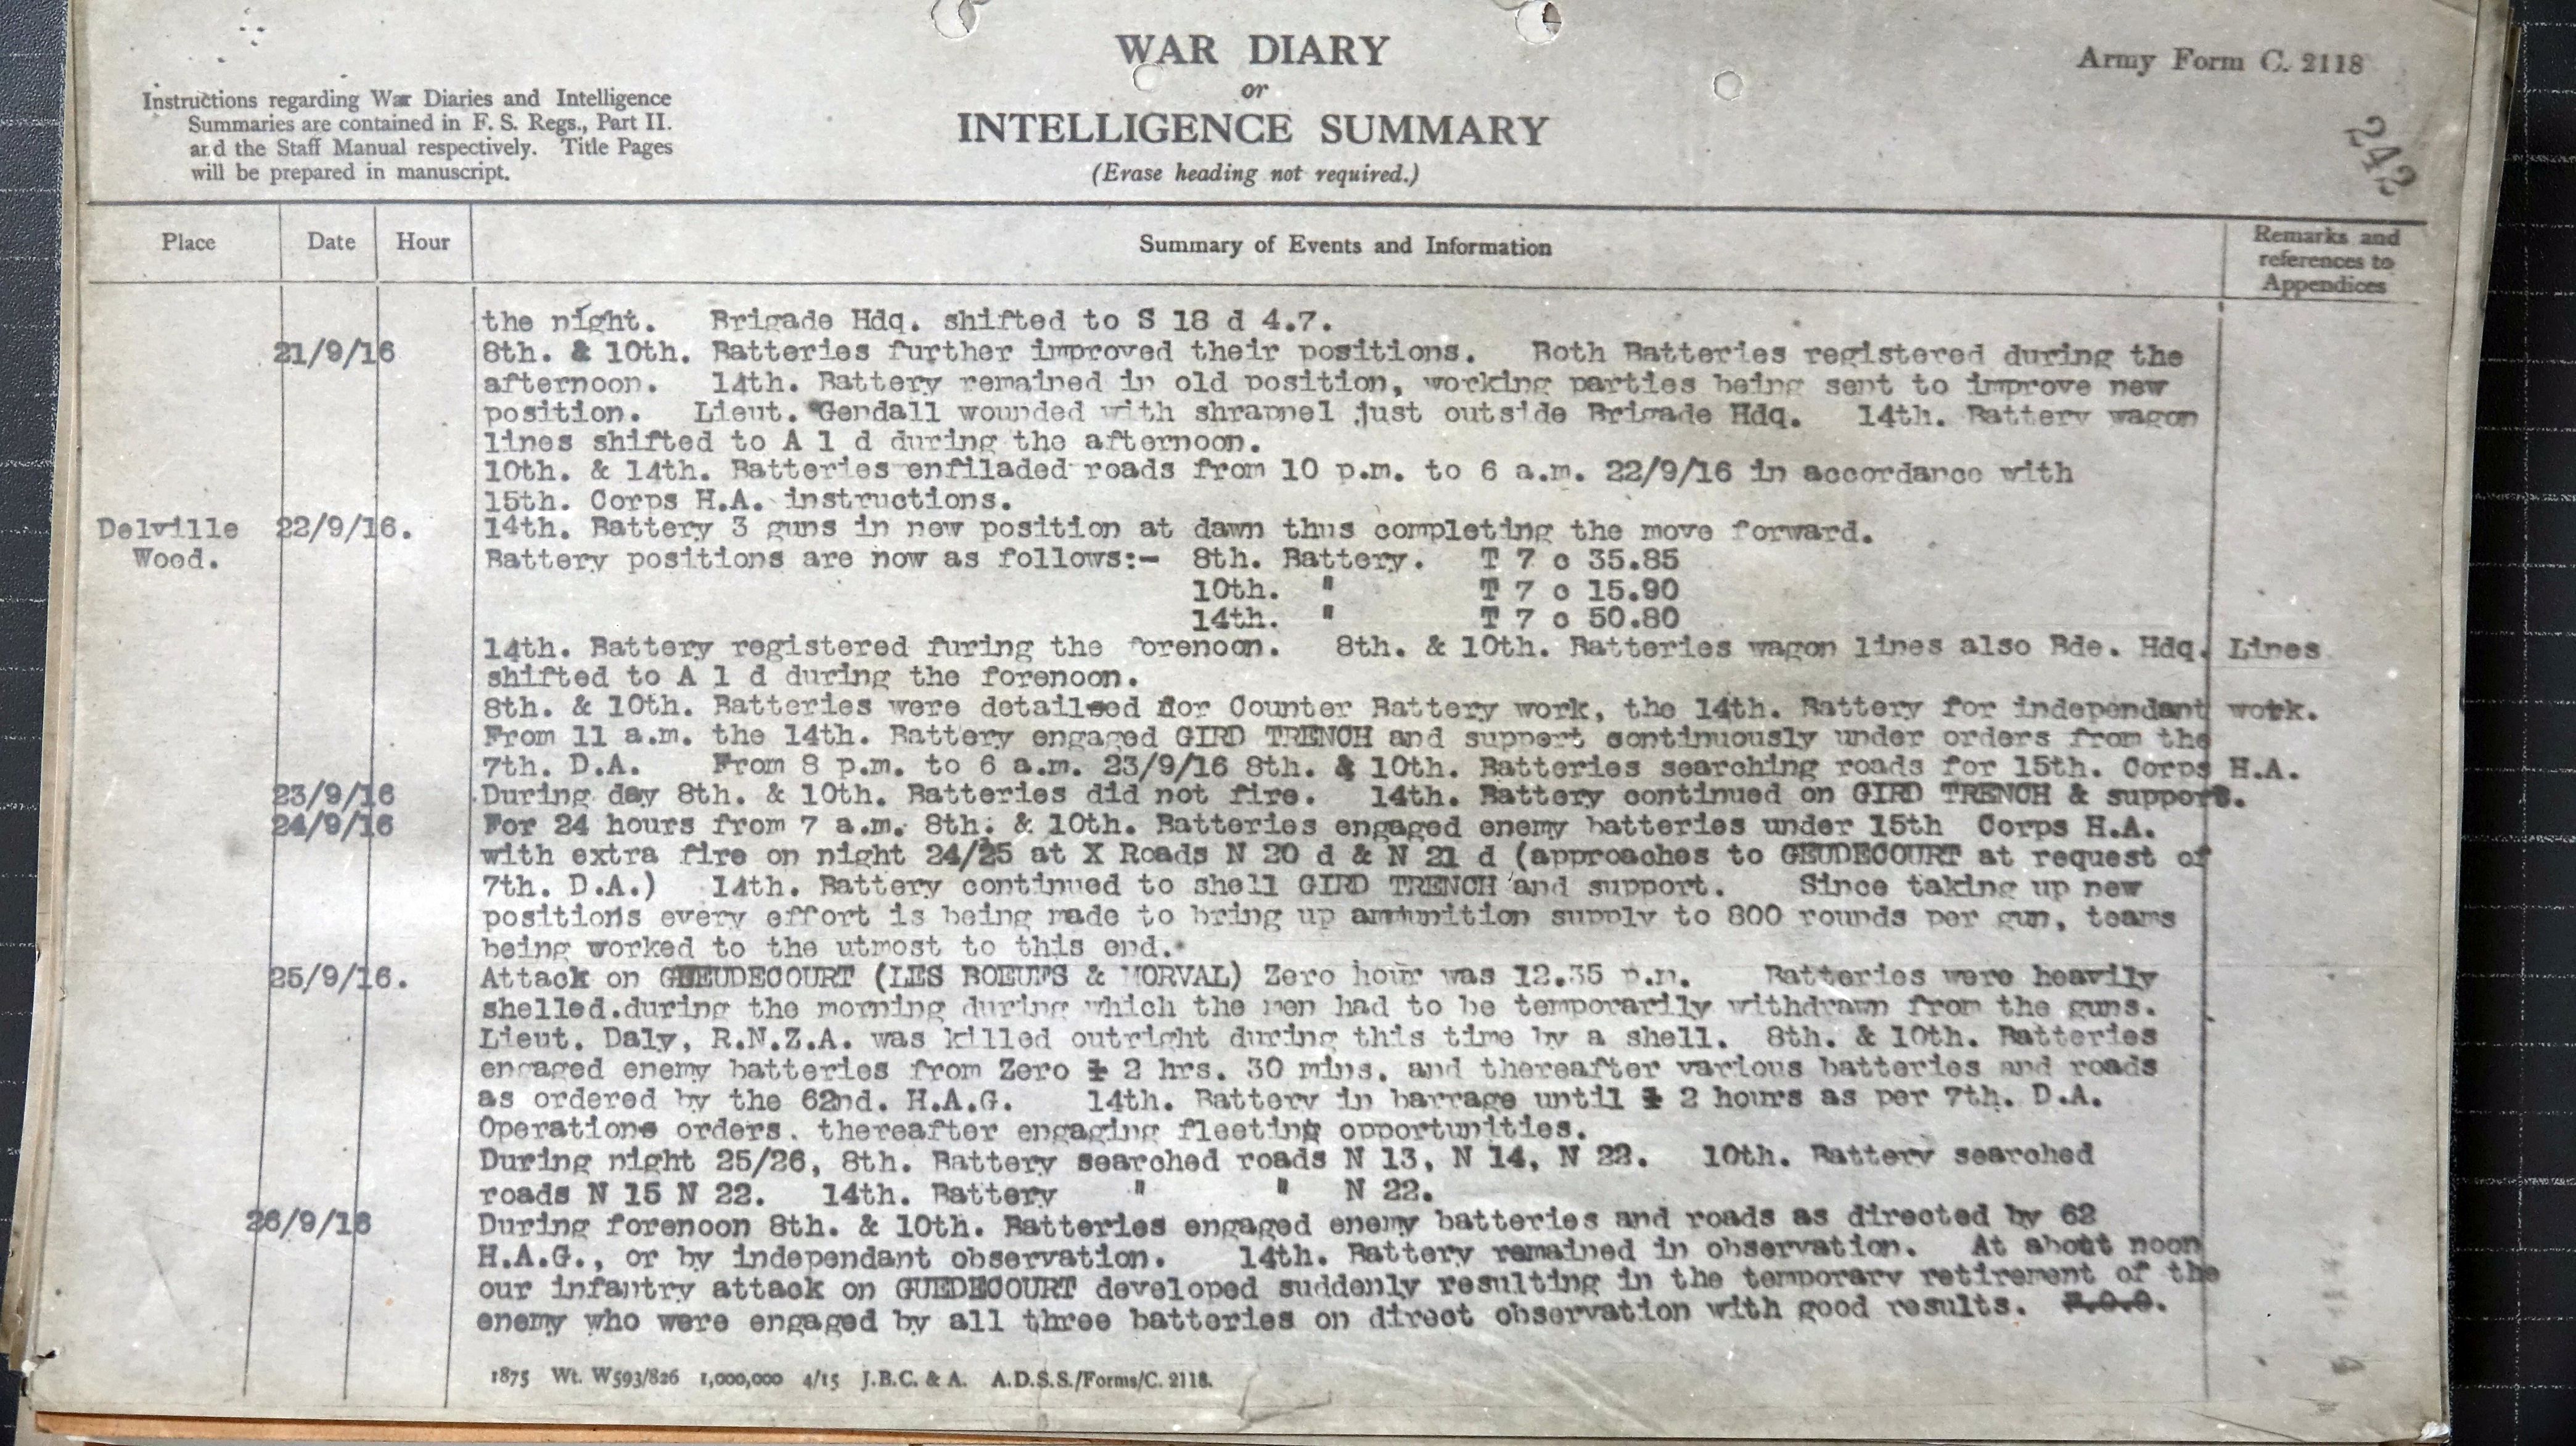 WAR DIARY
or
INTELLIGENCE SUMMARY
(Erase heading not required.)
Army Form C. 2118
242
Instructions regarding War Diaries and Intelligence
Summaries are contained in F. S. Regs., Part II.
and the Staff Manual respectively. Title Pages
will be prepared in manuscript.
Place Date Hour Summary of Events and Information Remarks and references to Appendices
the night. Brigade Hdq. shifted to S 18 d 4.7.
21/9/16 8th. & 10th. Batteries further improved their positions. Both Batteries registered during the
afternoon. 14th. Battery remained in old position, working parties being sent to improve new
position. Lieut. Gendall wounded with shrapnel just outside Brigade Hdq. 14th. Battery wagon
lines shifted to A 1 d during the afternoon.
10th. & 14th. Batteries enfiladed roads from 10 p.m. to 6 a.m. 22/9/16 in accordance with
15th. Corps H.A. instructions.
Delville 22/9/16. 14th. Battery 3 guns in new position at dawn thus completing the move forward.
Wood. Battery positions are now as follows:- 8th. Battery. T 7 c 35.85
10th. " T 7 c 15.90
14th. " T 7 c 50.80
14th. Battery registered furing the forenoon. 8th. & 10th. Batteries wagon lines also Bde. Hdq. Lines
shifted to A 1 d during the forenoon.
8th. & 10th. Batteries were detailed for Counter Battery work, the 14th. Battery for independant work.
From 11 a.m. the 14th. Battery engaged GIRD TRENCH and support continuously under orders from the
7th. D.A. From 8 p.m. to 6 a.m. 23/9/16 8th. & 10th. Batteries searching roads for 15th. Corps H.A.
23/9/16 During day 8th. & 10th. Batteries did not fire. 14th. Battery continued on GIRD TRENCH & support.
24/9/16 For 24 hours from 7 a.m. 8th. & 10th. Batteries engaged enemy batteries under 15th Corps H.A.
with extra fire on night 24/25 at X Roads N 20 d & N 21 d (approaches to GEUDECOURT at request of
7th. D.A.) 14th. Battery continued to shell GIRD TRENCH and support. Since taking up new
positions every effort is being made to bring up ammunition supply to 800 rounds per gun, teams
being worked to the utmost to this end.
25/9/16. Attack on GUEUDECOURT (LES BOEUFS & MORVAL) Zero hour was 12.35 p.m. Batteries were heavily
shelled.during the morning during which the men had to be temporarily withdrawn from the guns.
Lieut. Daly, R.N.Z.A. was killed outright during this time by a shell. 8th. & 10th. Batteries
engaged enemy batteries from Zero + 2 hrs. 30 mins. and thereafter various batteries and roads
as ordered by the 62nd. H.A.G. 14th. Battery in barrage until + 2 hours as per 7th. D.A.
Operations orders. thereafter engaging fleeting opportunities.
During night 25/26, 8th. Battery searched roads N 13, N 14, N 22. 10th. Battery searched
roads N 15 N 22. 14th. Battery " " N 22.
26/9/16 During forenoon 8th. & 10th. Batteries engaged enemy batteries and roads as directed by 62
H.A.G., or by independant observation. 14th. Battery remained in observation. At about noon
our infantry attack on GUEDECOURT developed suddenly resulting in the temporary retirement of the
enemy who were engaged by all three batteries on direct observation with good results. F.O.O.
1875 Wt. W593/826 1,000,000 4/15 J.B.C. & A. A.D.S.S./Forms/C. 2118.